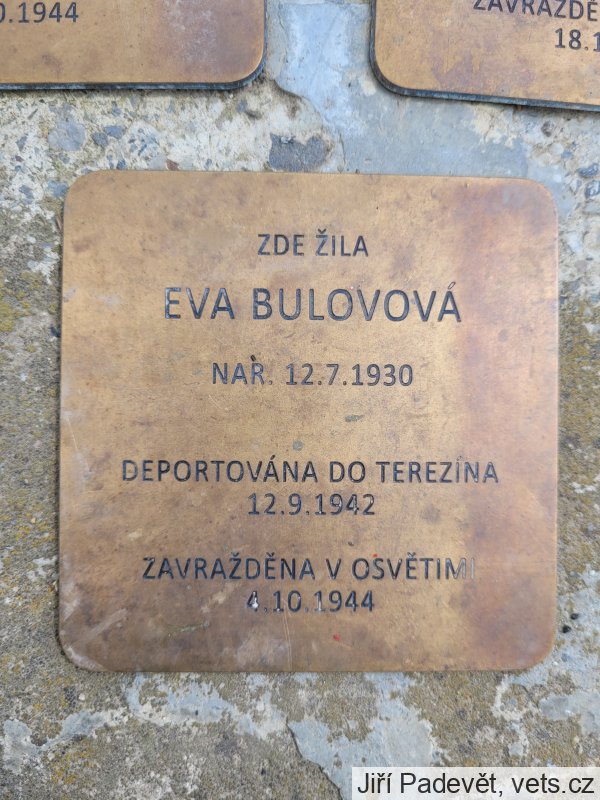 0.1944
ZAVRAŽDĚ
18.1
ZDE ŽILA
EVA BULOVOVÁ
NAR. 12.7.1930
DEPORTOVÁNA DO TEREZÍNA
12.9.1942
ZAVRAŽDĚNA V OSVĚTIMI
4.10.1944
Jiří Padevět, vets.cz